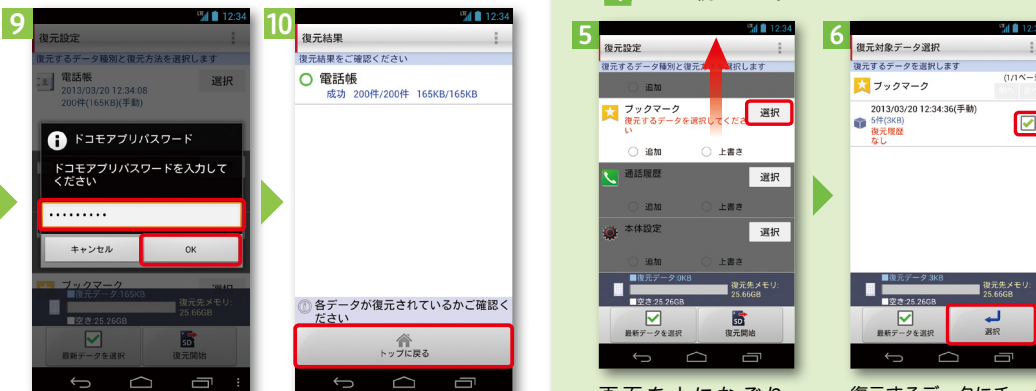 9
12:34
復元設定
復元するデータ種別と復元方法を選択します
電話帳
選択
2013/03/20 12:34:08
200件(165KB)(手動)
ドコモアプリパスワード
ドコモアプリパスワードを入力して
ください
•••••••••
キャンセル
OK
ブックマーク
■復元データ:165KB
復元先メモリ:
25.66GB
■空き:25.26GB
最新データを選択
復元開始
10
12:34
復元結果
復元結果をご確認ください
電話帳
成功 200件/200件 165KB/165KB
各データが復元されているかご確認く
ださい
トップに戻る
5
12:34
復元設定
復元するデータ種別と復元方法を選択します
追加
ブックマーク
選択
復元するデータを選択してくださ
い
追加
上書き
通話履歴
選択
追加
上書き
本体設定
選択
追加
上書き
■復元データ:0KB
復元先メモリ:
25.66GB
■空き:25.26GB
最新データを選択
復元開始
6
復元対象データ選択
復元するデータを選択します
ブックマーク
(1/1ペー
2013/03/20 12:34:36(手動)
5件(3KB)
復元履歴
なし
■復元データ:3KB
復元先メモリ:
25.66GB
■空き:25.26GB
最新データを選択
選択